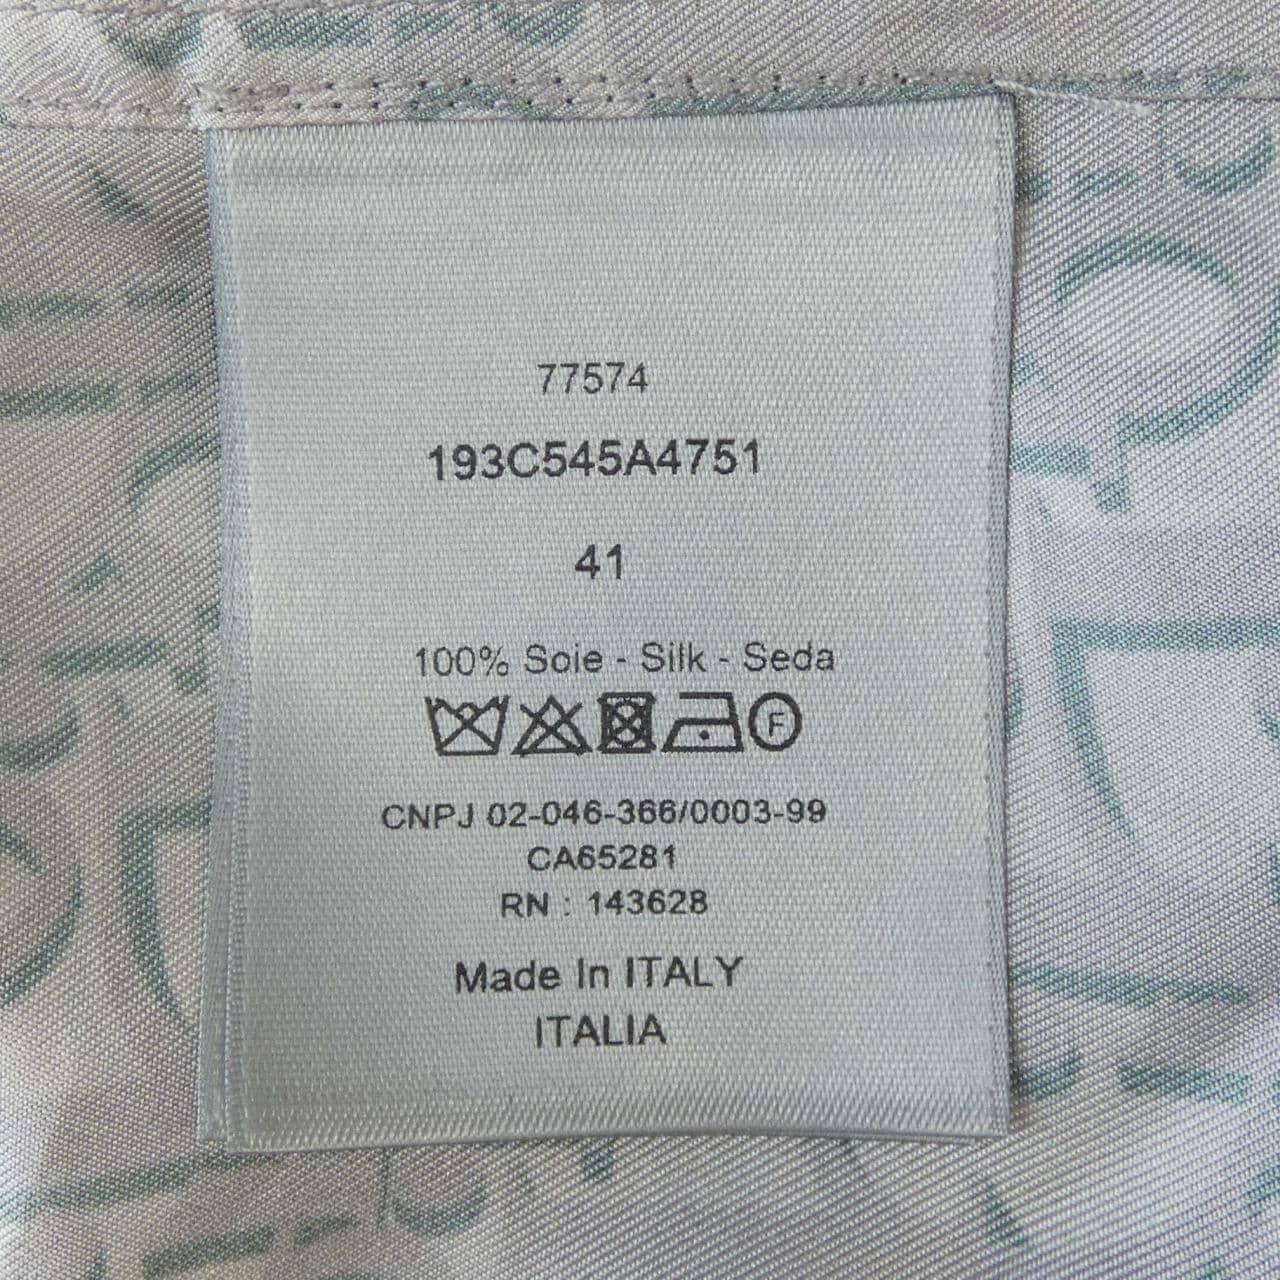 77574
193C545A4751
41
100% Soie - Silk - Seda
F
CNPJ 02-046-366/0003-99
CA65281
RN : 143628
Made In ITALY
ITALIA